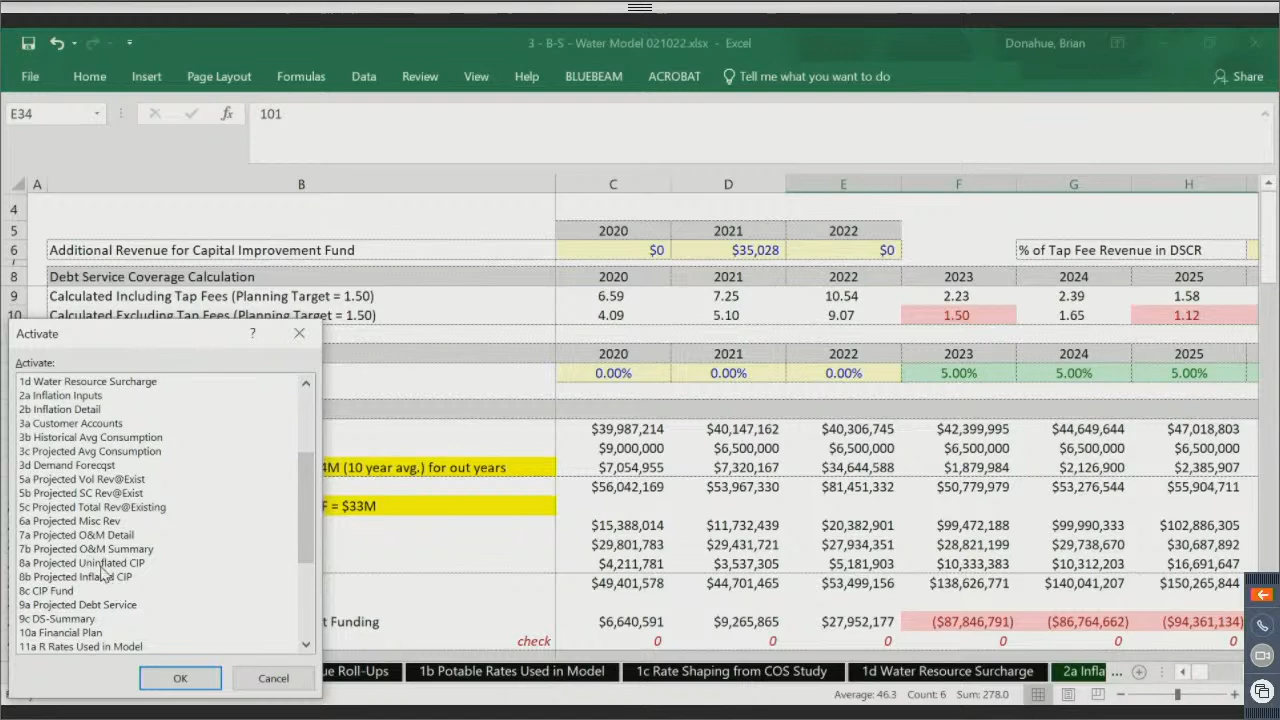 3 - B-S - Water Model 021022.xlsx - Excel
Donahue, Brian
File Home Insert Page Layout Formulas Data Review View Help BLUEBEAM ACROBAT Tell me what you want to do Share
E34 fx 101
A B C D E F G H
4
5 2020 2021 2022
6 Additional Revenue for Capital Improvement Fund $0 $35,028 $0 % of Tap Fee Revenue in DSCR
8 Debt Service Coverage Calculation 2020 2021 2022 2023 2024 2025
9 Calculated Including Tap Fees (Planning Target = 1.50) 6.59 7.25 10.54 2.23 2.39 1.58
10 Calculated Excluding Tap Fees (Planning Target = 1.50) 4.09 5.10 9.07 1.50 1.65 1.12
2020 2021 2022 2023 2024 2025
0.00% 0.00% 0.00% 5.00% 5.00% 5.00%
$39,987,214 $40,147,162 $40,306,745 $42,399,995 $44,649,644 $47,018,803
$9,000,000 $6,500,000 $6,500,000 $6,500,000 $6,500,000 $6,500,000
4M (10 year avg.) for out years $7,054,955 $7,320,167 $34,644,588 $1,879,984 $2,126,900 $2,385,907
$56,042,169 $53,967,330 $81,451,332 $50,779,979 $53,276,544 $55,904,711
F = $33M
$15,388,014 $11,732,439 $20,382,901 $99,472,188 $99,990,333 $102,886,305
$29,801,783 $29,431,721 $27,934,351 $28,821,199 $29,738,670 $30,687,892
$4,211,781 $3,537,305 $5,181,903 $10,333,383 $10,312,203 $16,691,647
$49,401,578 $44,701,465 $53,499,156 $138,626,771 $140,041,207 $150,265,844
t Funding $6,640,591 $9,265,865 $27,952,177 ($87,846,791) ($86,764,662) ($94,361,134)
check 0 0 0 0 0 0
Activate ?
Activate:
1d Water Resource Surcharge
2a Inflation Inputs
2b Inflation Detail
3a Customer Accounts
3b Historical Avg Consumption
3c Projected Avg Consumption
3d Demand Forecast
5a Projected Vol Rev@Exist
5b Projected SC Rev@Exist
5c Projected Total Rev@Existing
6a Projected Misc Rev
7a Projected O&M Detail
7b Projected O&M Summary
8a Projected Uninflated CIP
8b Projected Inflated CIP
8c CIP Fund
9a Projected Debt Service
9c DS-Summary
10a Financial Plan
11a R Rates Used in Model
OK Cancel
ue Roll-Ups 1b Potable Rates Used in Model 1c Rate Shaping from COS Study 1d Water Resource Surcharge 2a Infla ...
Average: 46.3 Count: 6 Sum: 278.0